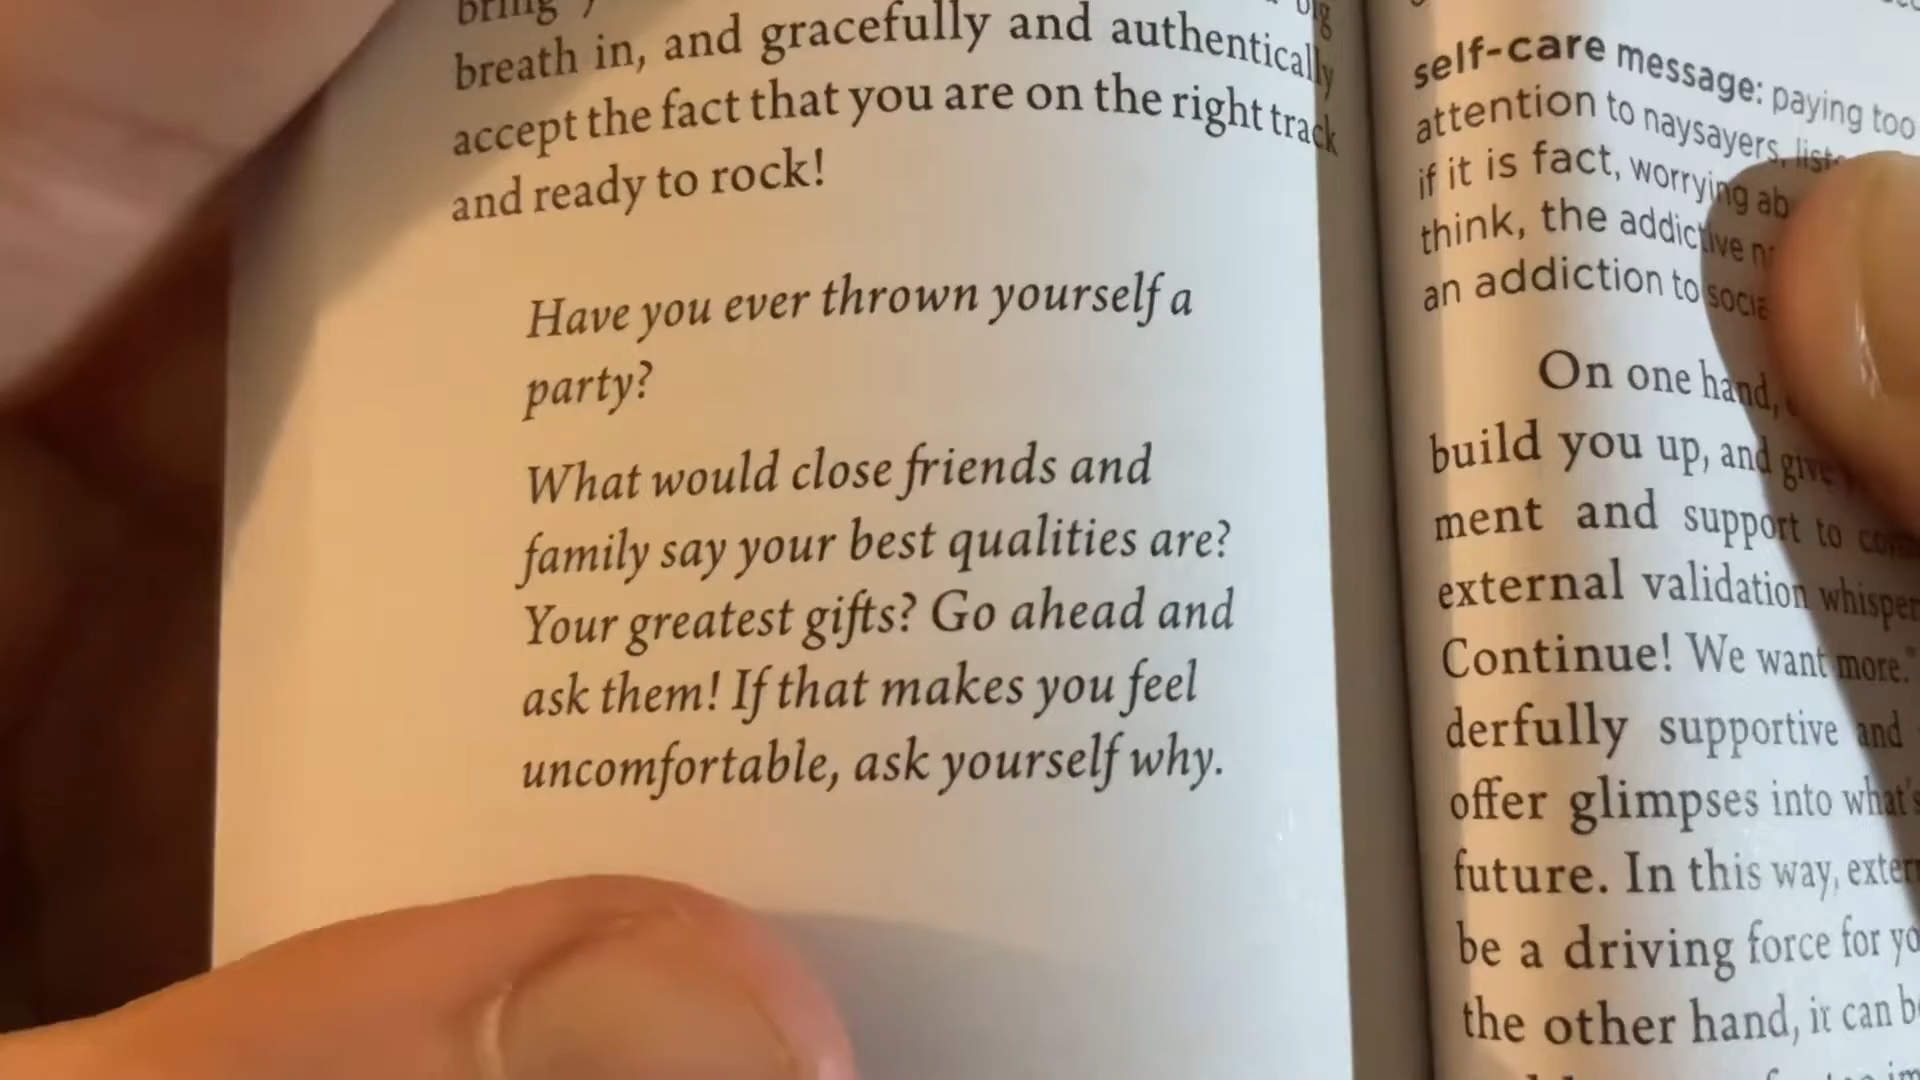 breath in, and gracefully and authentically
accept the fact that you are on the right track
and ready to rock!
Have you ever thrown yourself a
party?
What would close friends and
family say your best qualities are?
Your greatest gifts? Go ahead and
ask them! If that makes you feel
uncomfortable, ask yourself why.
self-care message: paying too
attention to naysayers,
if it is fact, worrying
think, the addictive
an addiction to
On one hand,
build you up, and give
ment and support to
external validation
Continue! We want more."
derfully supportive and
offer glimpses into what's
future. In this way,
be a driving force for
the other hand, it can